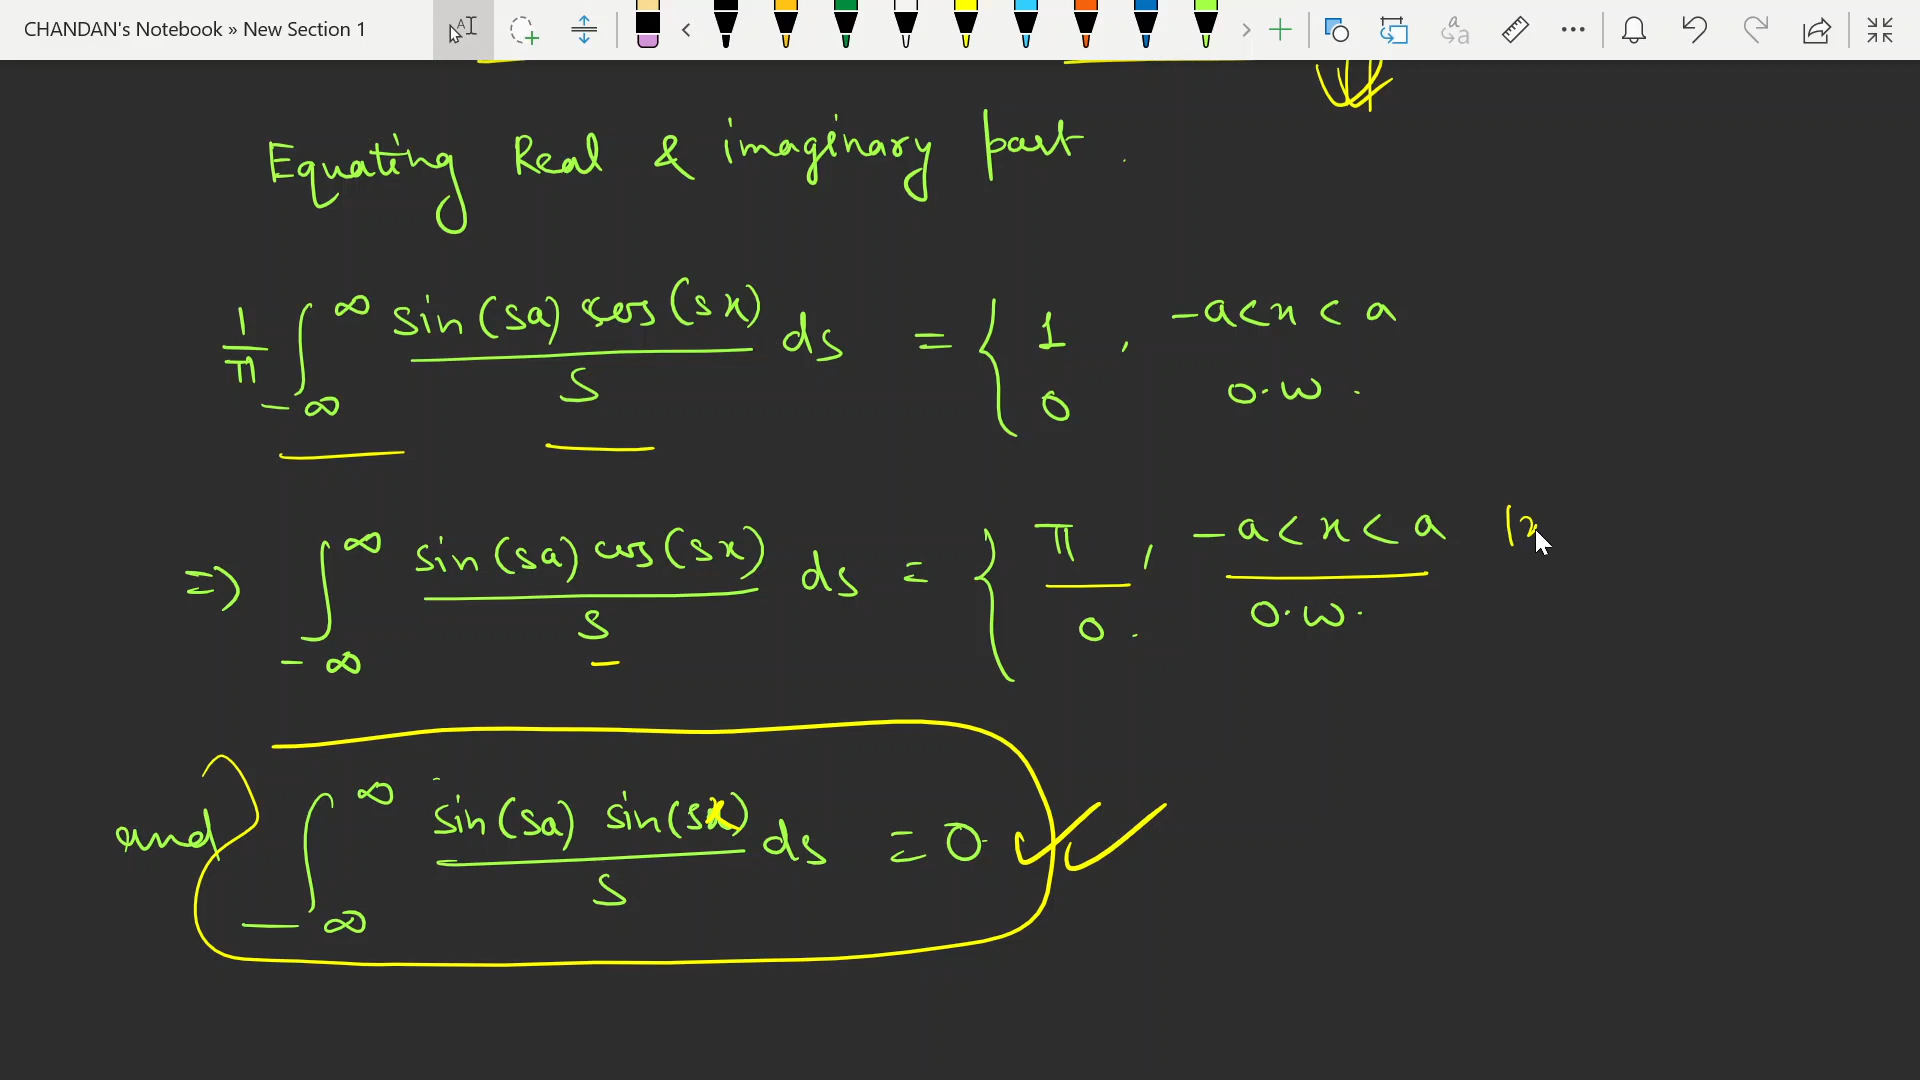 CHANDAN's Notebook » New Section 1
Equating Real & imaginary part.
1/π ∫_{-∞}^{∞} sin(sa) cos(sx)/s ds = { 1, -a<x<a
0 o.w.
=) ∫_{-∞}^{∞} sin(sa) cos(sx)/s ds = { π, -a<x<a |x
0. o.w.
and ∫_{-∞}^{∞} sin(sa) sin(sx)/s ds = 0.